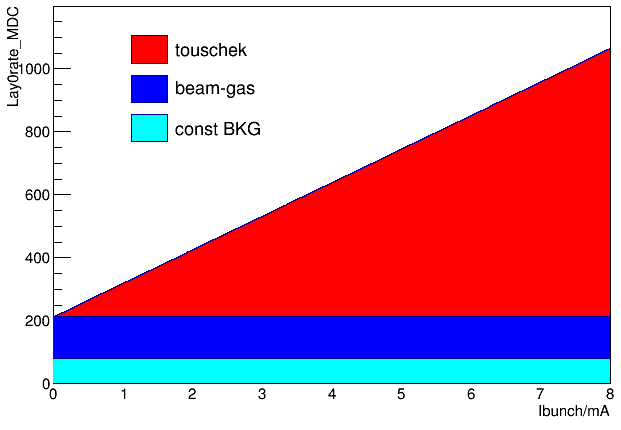 Lay0rate_MDC
touschek
beam-gas
const BKG
1000
800
600
400
200
0
0 1 2 3 4 5 6 7 8
Ibunch/mA